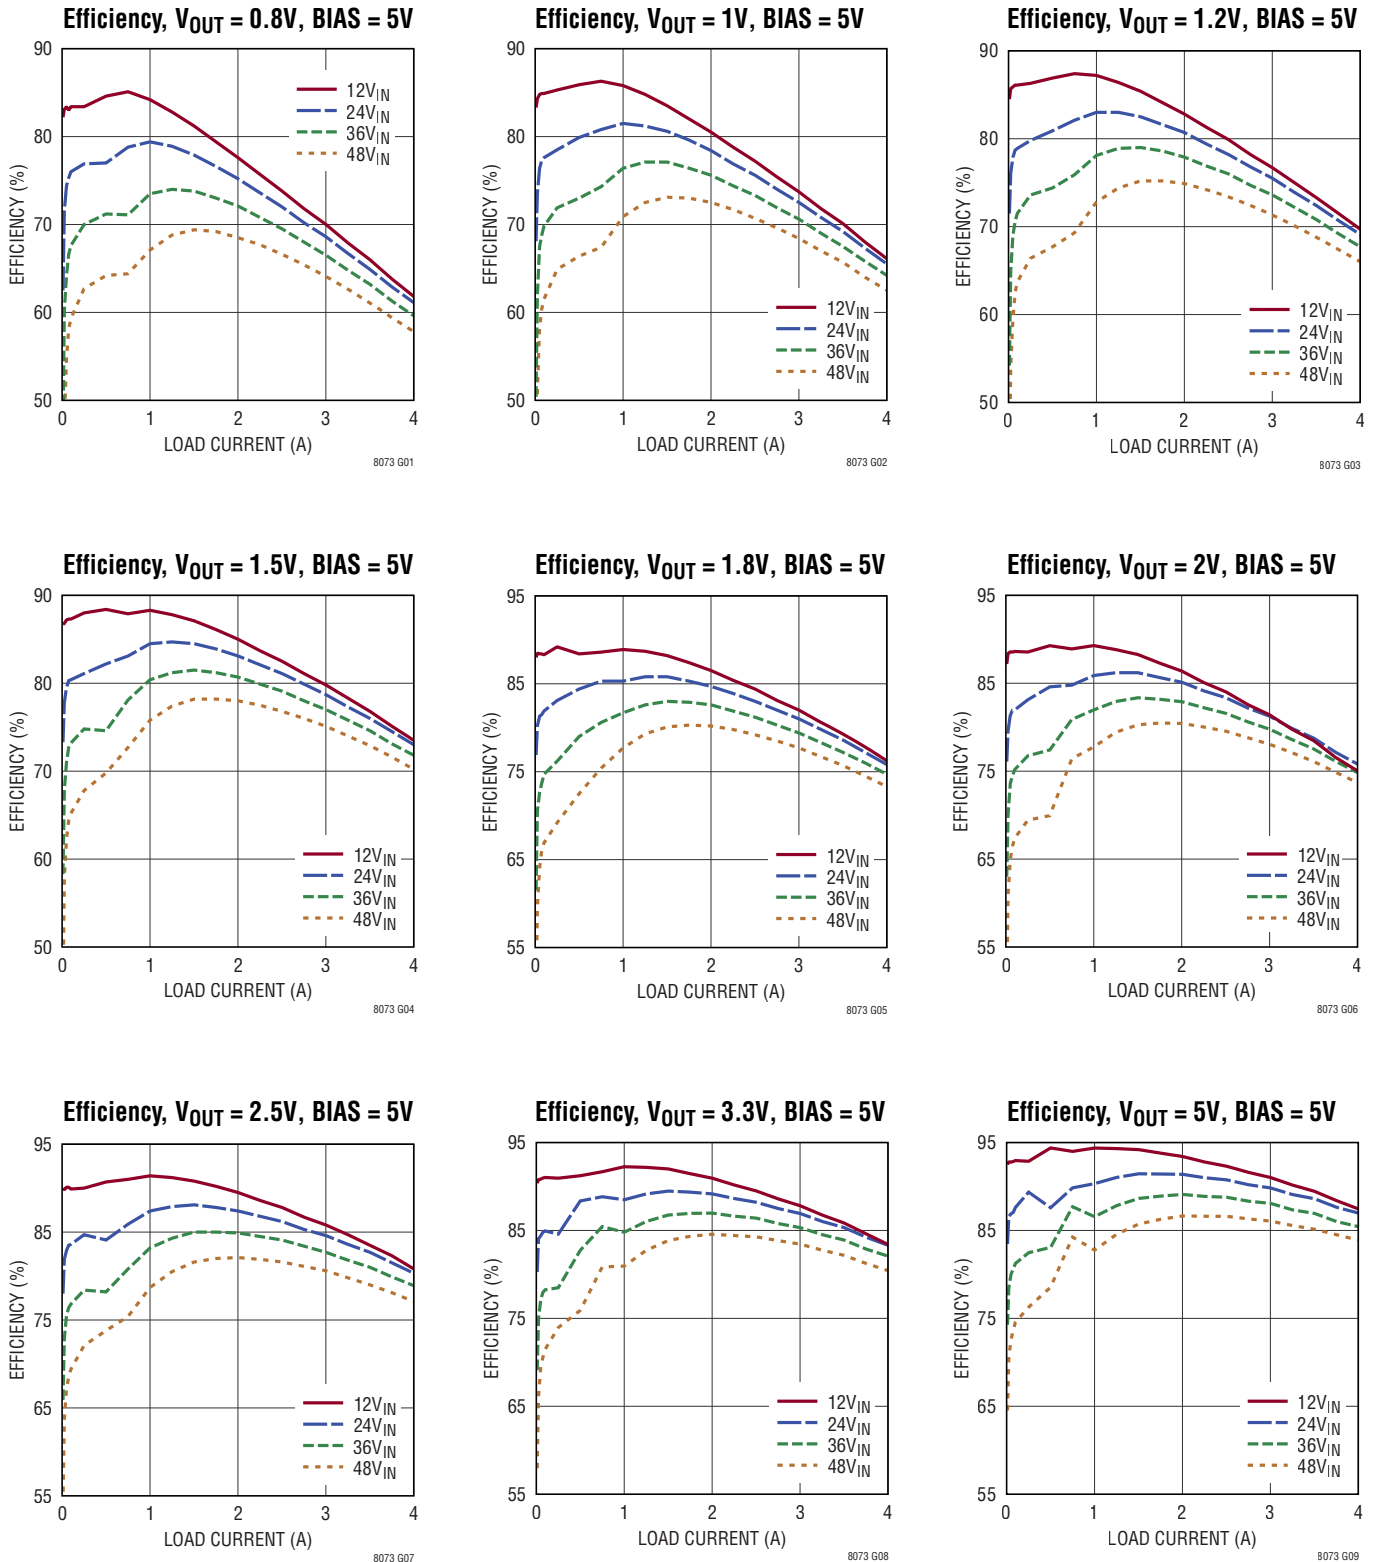 Efficiency, VOUT = 0.8V, BIAS = 5V
90
80
70
60
50
EFFICIENCY (%)
12VIN
24VIN
36VIN
48VIN
0 1 2 3 4
LOAD CURRENT (A)
8073 G01
Efficiency, VOUT = 1V, BIAS = 5V
90
80
70
60
50
EFFICIENCY (%)
12VIN
24VIN
36VIN
48VIN
0 1 2 3 4
LOAD CURRENT (A)
8073 G02
Efficiency, VOUT = 1.2V, BIAS = 5V
90
80
70
60
50
EFFICIENCY (%)
12VIN
24VIN
36VIN
48VIN
0 1 2 3 4
LOAD CURRENT (A)
8073 G03
Efficiency, VOUT = 1.5V, BIAS = 5V
90
80
70
60
50
EFFICIENCY (%)
12VIN
24VIN
36VIN
48VIN
0 1 2 3 4
LOAD CURRENT (A)
8073 G04
Efficiency, VOUT = 1.8V, BIAS = 5V
95
85
75
65
55
EFFICIENCY (%)
12VIN
24VIN
36VIN
48VIN
0 1 2 3 4
LOAD CURRENT (A)
8073 G05
Efficiency, VOUT = 2V, BIAS = 5V
95
85
75
65
55
EFFICIENCY (%)
12VIN
24VIN
36VIN
48VIN
0 1 2 3 4
LOAD CURRENT (A)
8073 G06
Efficiency, VOUT = 2.5V, BIAS = 5V
95
85
75
65
55
EFFICIENCY (%)
12VIN
24VIN
36VIN
48VIN
0 1 2 3 4
LOAD CURRENT (A)
8073 G07
Efficiency, VOUT = 3.3V, BIAS = 5V
95
85
75
65
55
EFFICIENCY (%)
12VIN
24VIN
36VIN
48VIN
0 1 2 3 4
LOAD CURRENT (A)
8073 G08
Efficiency, VOUT = 5V, BIAS = 5V
95
85
75
65
55
EFFICIENCY (%)
12VIN
24VIN
36VIN
48VIN
0 1 2 3 4
LOAD CURRENT (A)
8073 G09